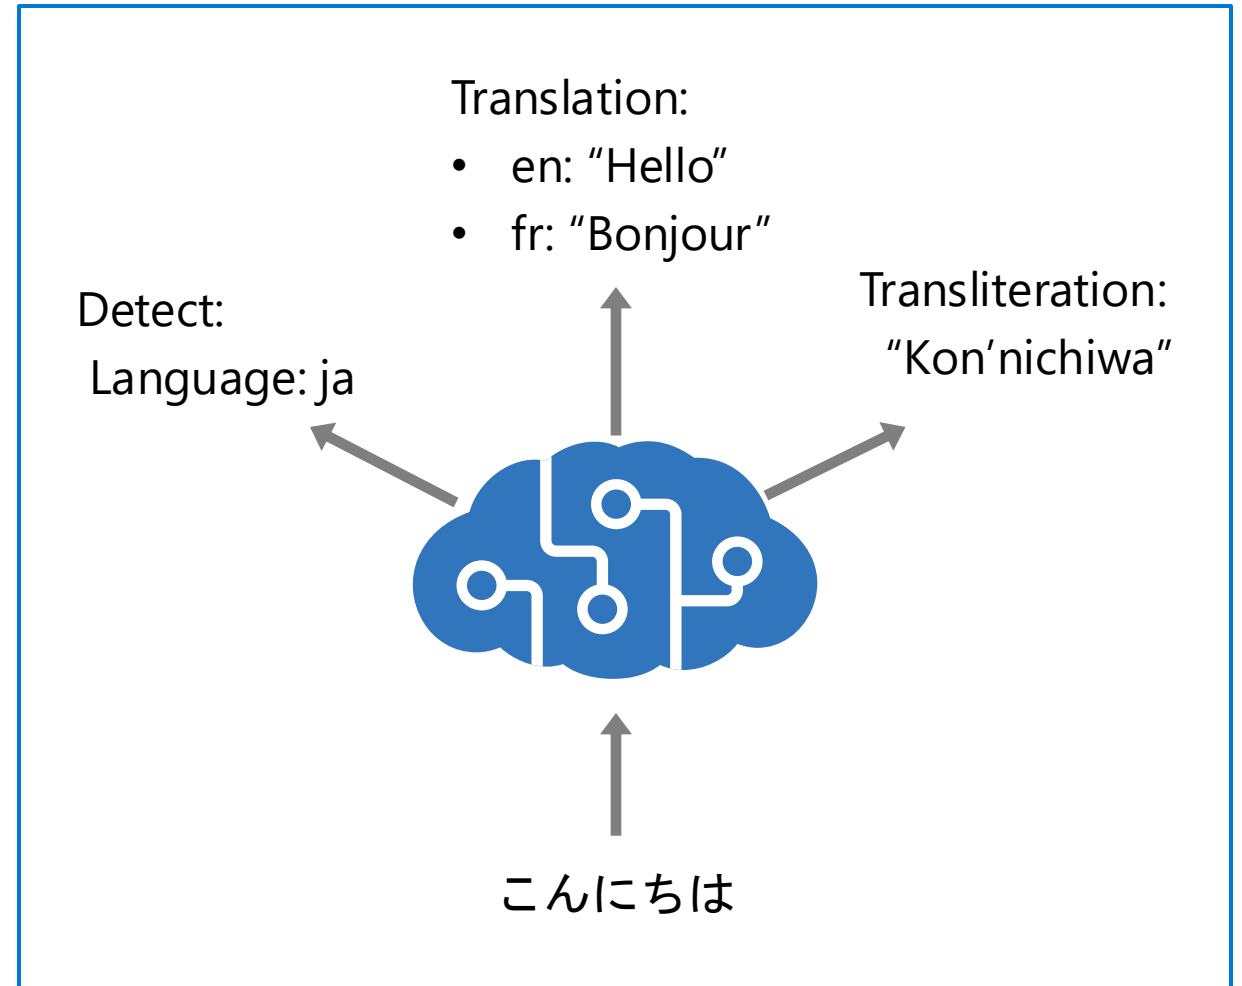 Translation:
• en: “Hello”
• fr: “Bonjour”
Detect:
Language: ja
Transliteration:
“Kon’nichiwa”
こんにちは